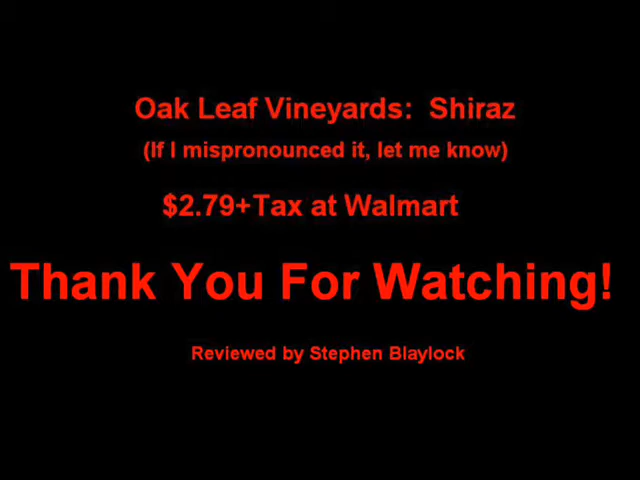 Oak Leaf Vineyards:  Shiraz
(If I mispronounced it, let me know)
$2.79+Tax at Walmart
Thank You For Watching!
Reviewed by Stephen Blaylock